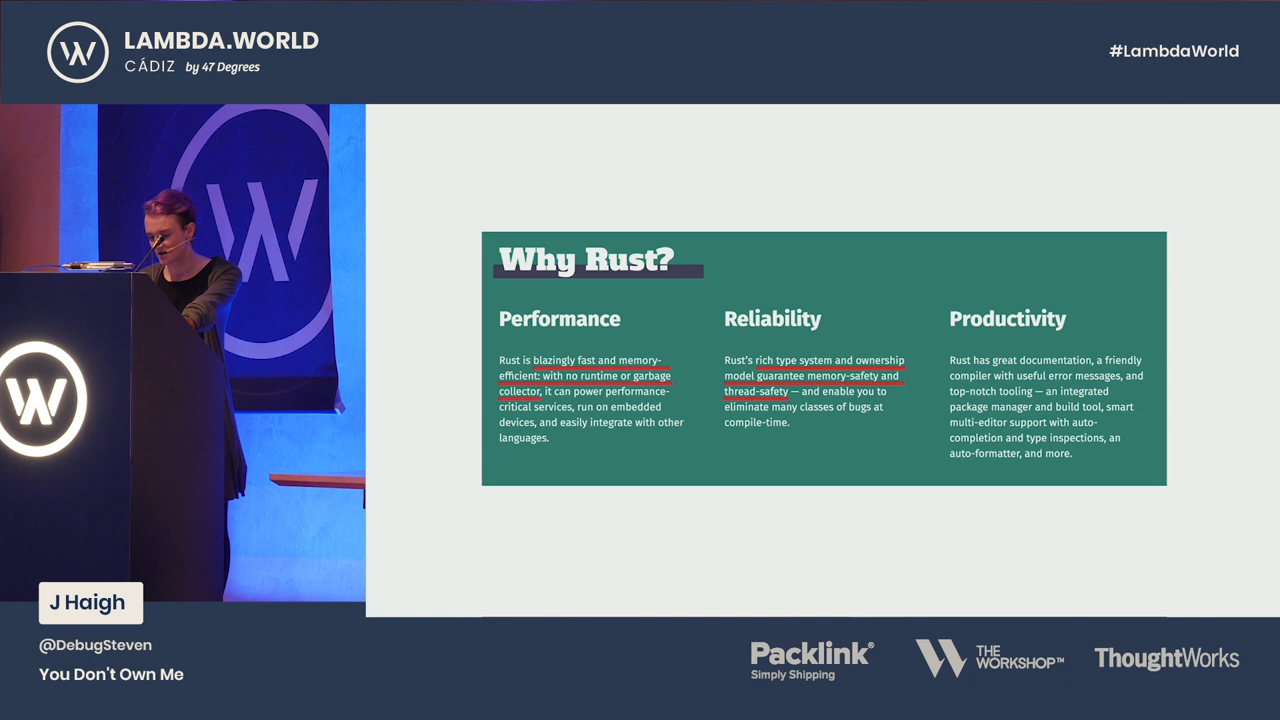 LAMBDA.WORLD
CÁDIZ by 47 Degrees
#LambdaWorld
Why Rust?
Performance
Rust is blazingly fast and memory-
efficient: with no runtime or garbage
collector, it can power performance-
critical services, run on embedded
devices, and easily integrate with other
languages.
Reliability
Rust’s rich type system and ownership
model guarantee memory-safety and
thread-safety — and enable you to
eliminate many classes of bugs at
compile-time.
Productivity
Rust has great documentation, a friendly
compiler with useful error messages, and
top-notch tooling — an integrated
package manager and build tool, smart
multi-editor support with auto-
completion and type inspections, an
auto-formatter, and more.
J Haigh
@DebugSteven
You Don't Own Me
Packlink®
Simply Shipping
THE
WORKSHOP™
ThoughtWorks